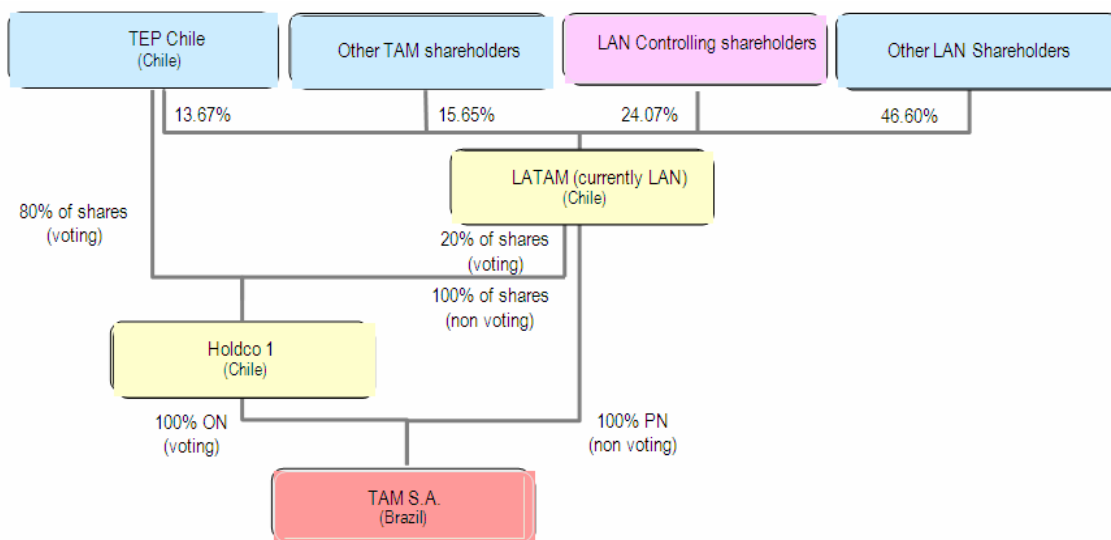 TEP Chile
(Chile)
Other TAM shareholders
LAN Controlling shareholders
Other LAN Shareholders
13.67%
15.65%
24.07%
46.60%
LATAM (currently LAN)
(Chile)
80% of shares
(voting)
20% of shares
(voting)
100% of shares
(non voting)
Holdco 1
(Chile)
100% ON
(voting)
100% PN
(non voting)
TAM S.A.
(Brazil)